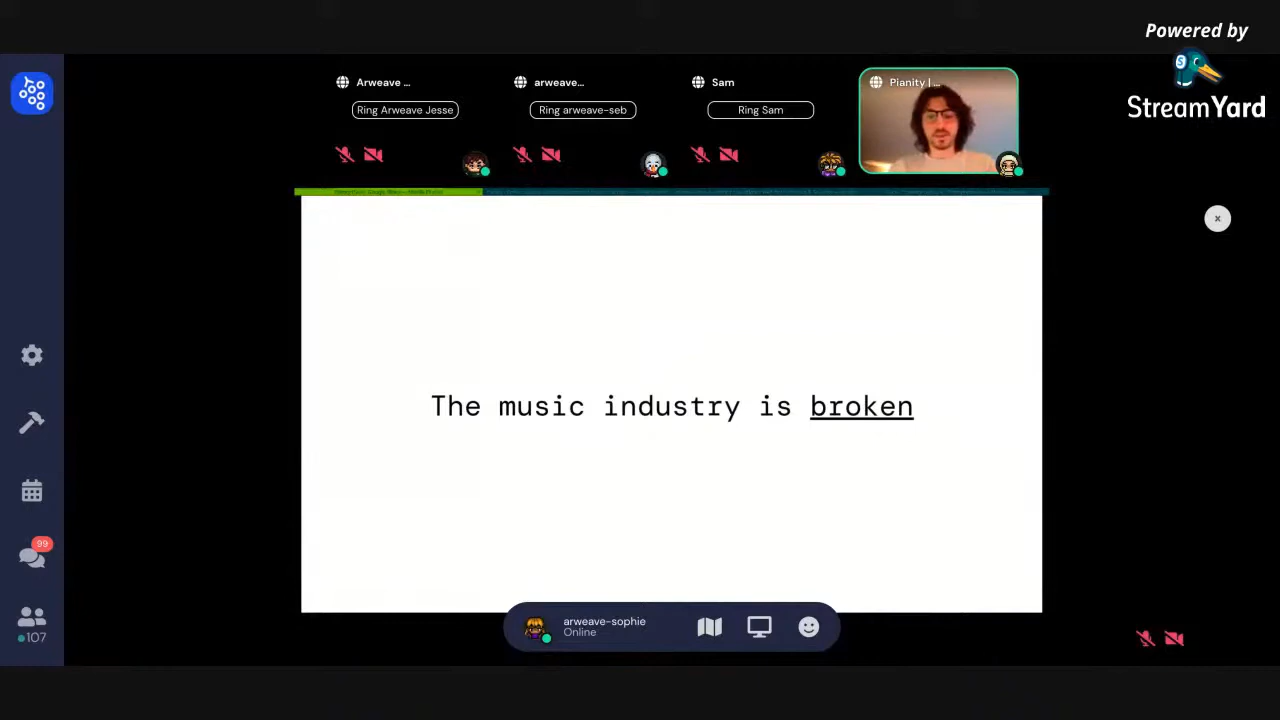 Powered by
StreamYard
Arweave ...
Ring Arweave Jesse
arweave...
Ring arweave-seb
Sam
Ring Sam
Pianity | ...
The music industry is broken
99
107
arweave-sophie
Online